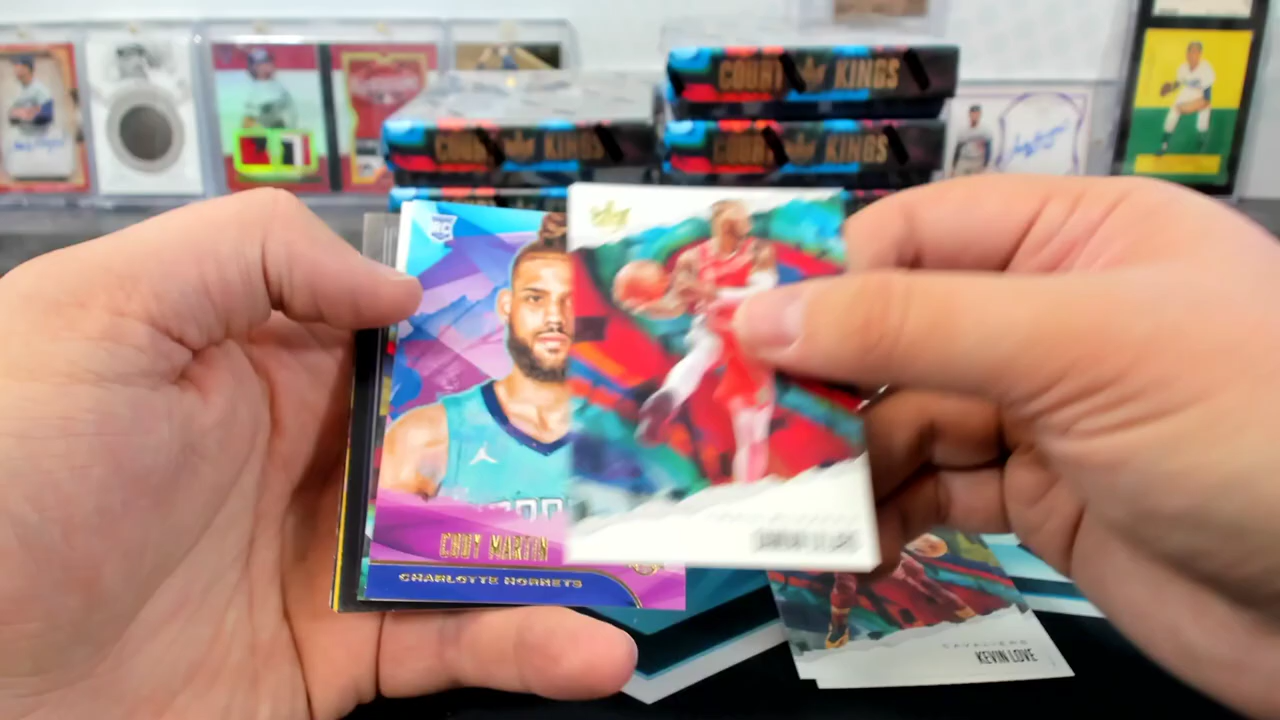 COURT KINGS
COURT KINGS
COURT KINGS
RC
CODY MARTIN
CHARLOTTE HORNETS
CAVALIERS
KEVIN LOVE